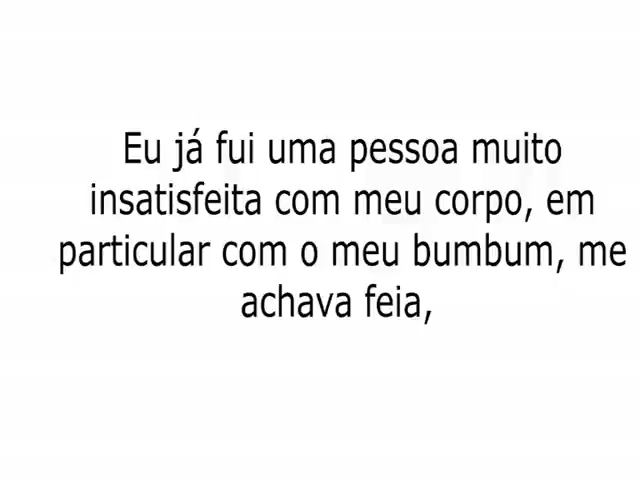 Eu já fui uma pessoa muito
insatisfeita com meu corpo, em
particular com o meu bumbum, me
achava feia,